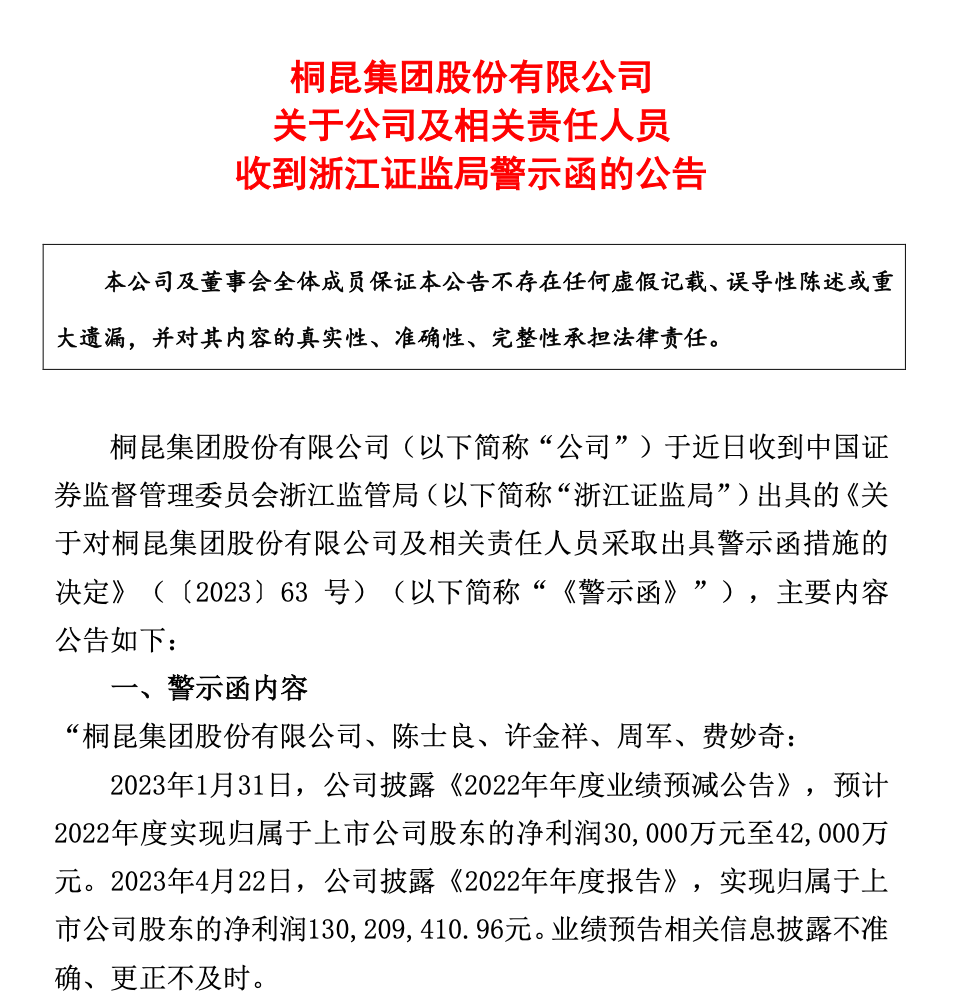 桐昆集团股份有限公司
关于公司及相关责任人员
收到浙江证监局警示函的公告
本公司及董事会全体成员保证本公告不存在任何虚假记载、误导性陈述或重
大遗漏，并对其内容的真实性、准确性、完整性承担法律责任。
桐昆集团股份有限公司（以下简称“公司”）于近日收到中国证
券监督管理委员会浙江监管局（以下简称“浙江证监局”）出具的《关
于对桐昆集团股份有限公司及相关责任人员采取出具警示函措施的
决定》（〔2023〕63 号）（以下简称“《警示函》”），主要内容
公告如下：
一、警示函内容
“桐昆集团股份有限公司、陈士良、许金祥、周军、费妙奇：
2023年1月31日，公司披露《2022年年度业绩预减公告》，预计
2022年度实现归属于上市公司股东的净利润30,000万元至42,000万
元。2023年4月22日，公司披露《2022年年度报告》，实现归属于上
市公司股东的净利润130,209,410.96元。业绩预告相关信息披露不准
确、更正不及时。